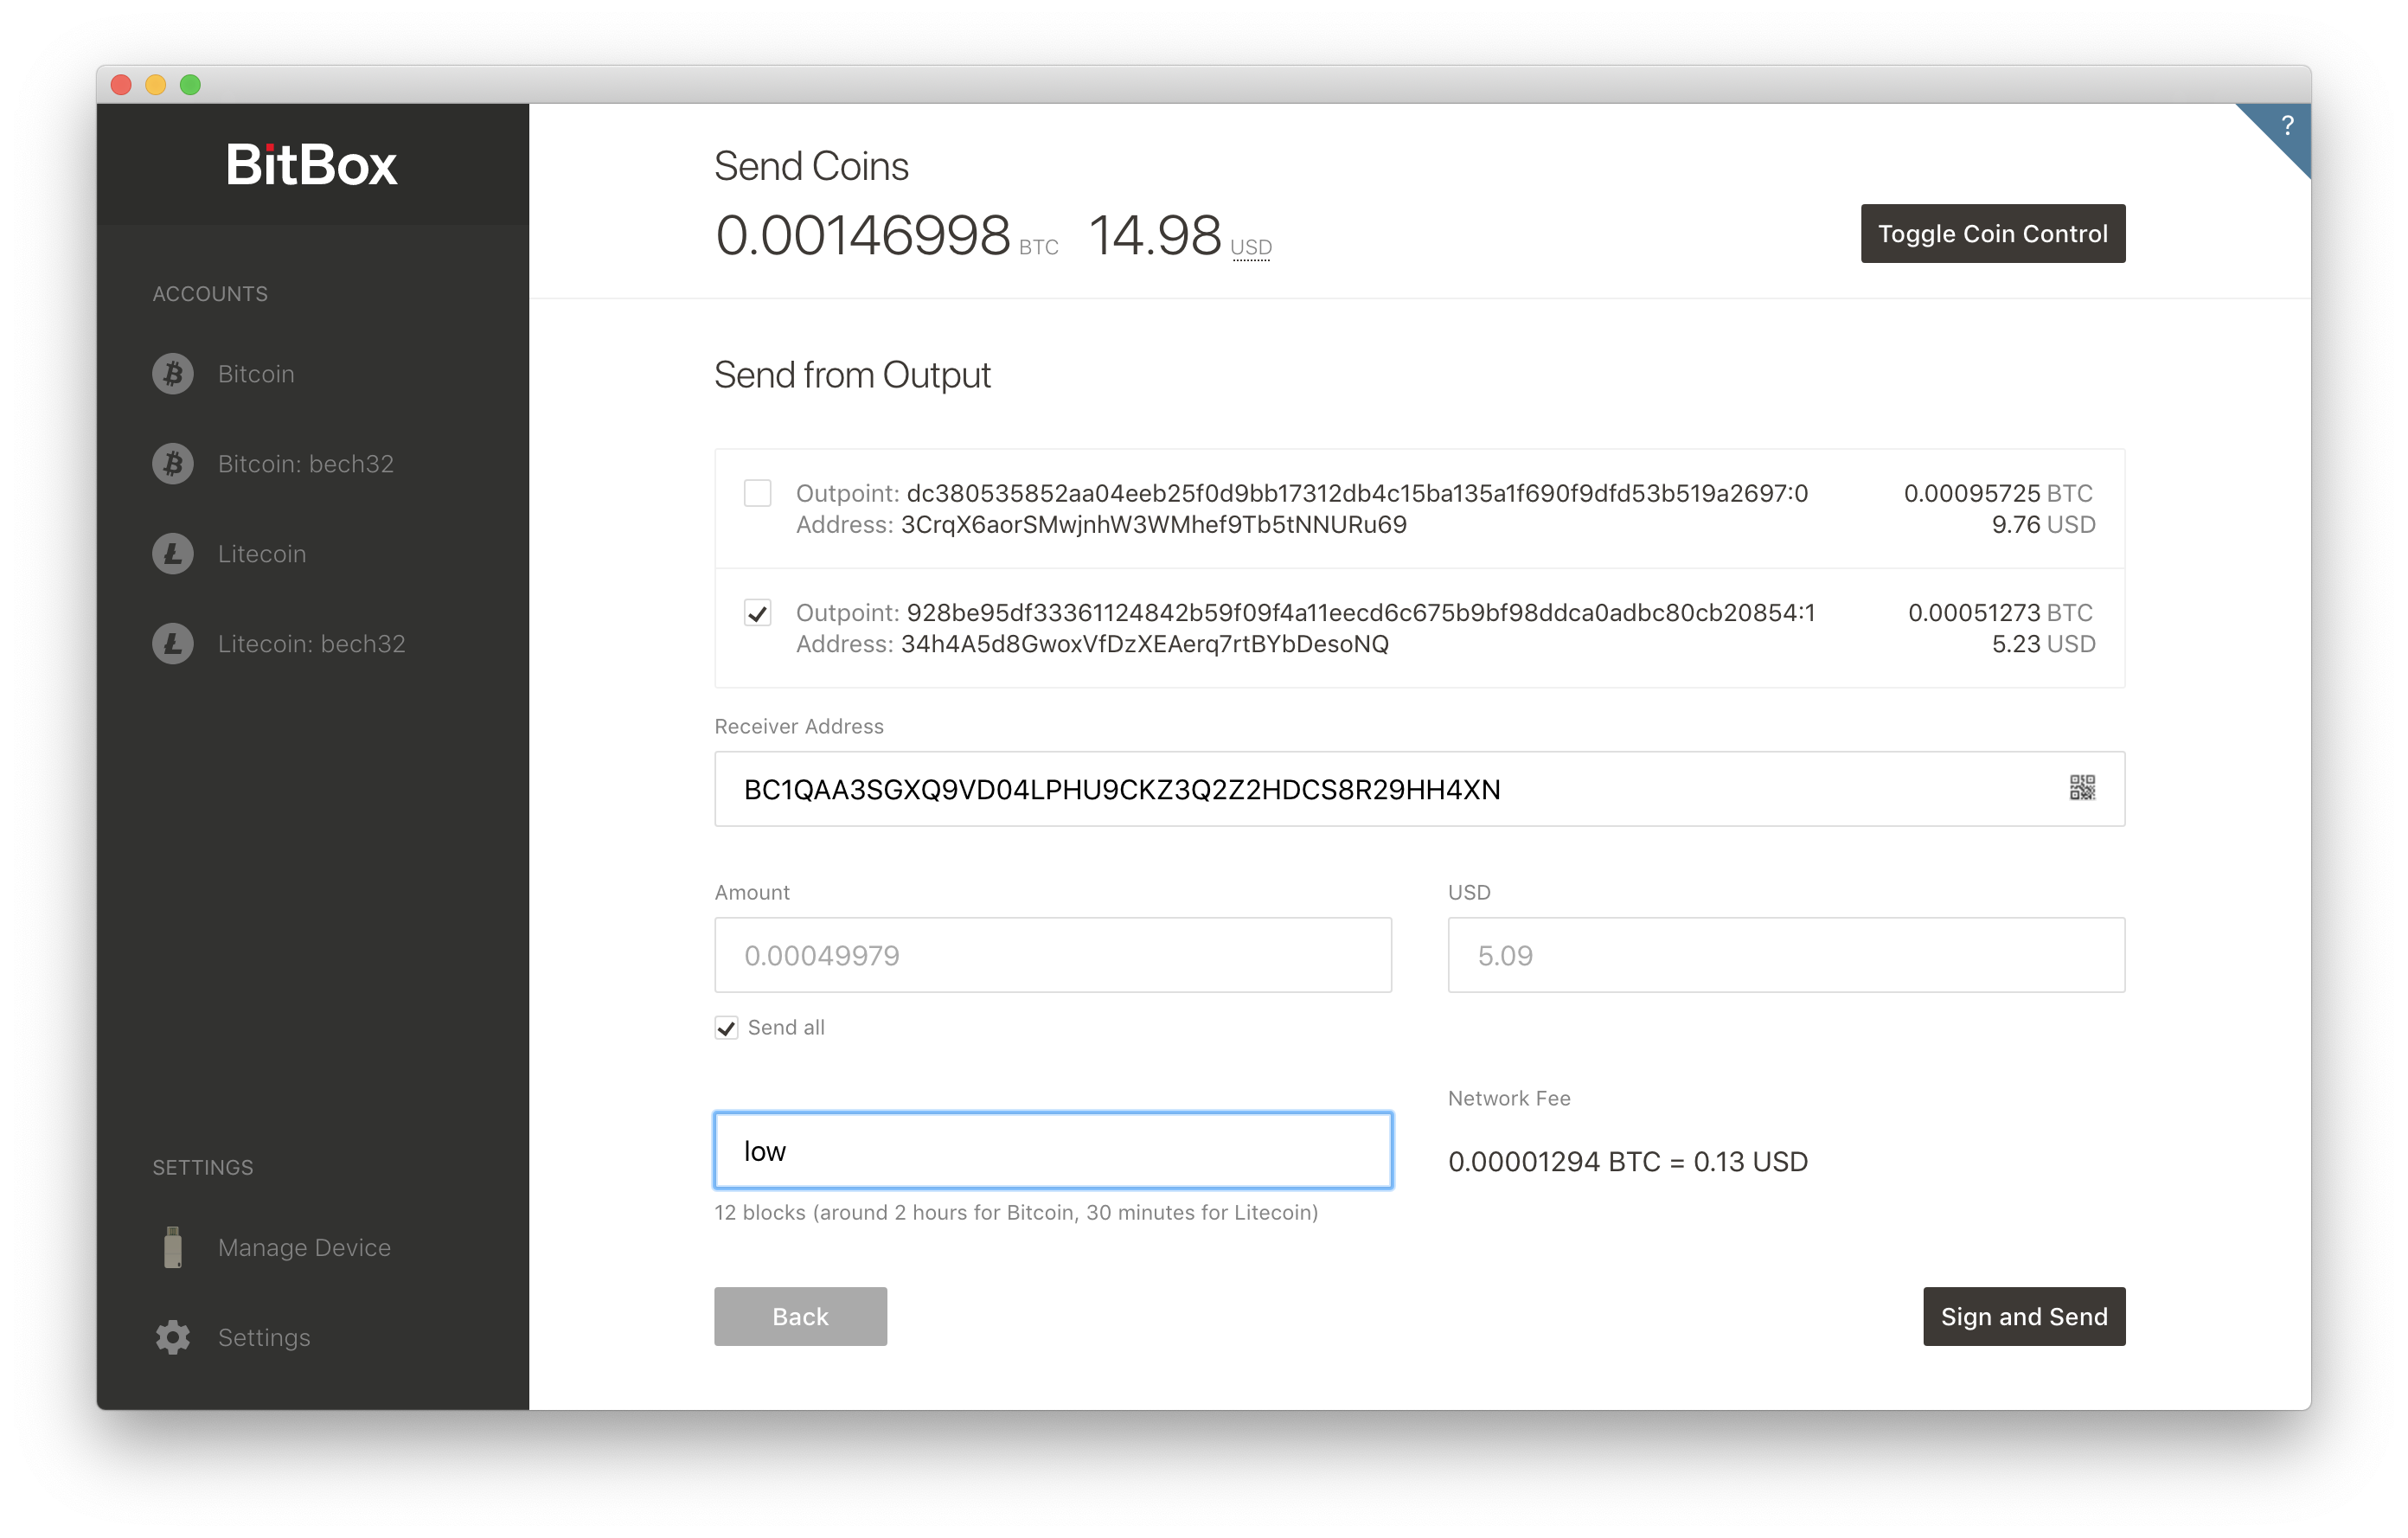 BitBox
ACCOUNTS
Bitcoin
Bitcoin: bech32
Litecoin
Litecoin: bech32
SETTINGS
Manage Device
Settings
?
Send Coins
0.00146998 BTC 14.98 USD
Toggle Coin Control
Send from Output
Outpoint: dc380535852aa04eeb25f0d9bb17312db4c15ba135a1f690f9dfd53b519a2697:0 0.00095725 BTC
Address: 3CrqX6aorSMwjnhW3WMhef9Tb5tNNURu69 9.76 USD
Outpoint: 928be95df33361124842b59f09f4a11eecd6c675b9bf98ddca0adbc80cb20854:1 0.00051273 BTC
Address: 34h4A5d8GwoxVfDzXEAerq7rtBYbDesoNQ 5.23 USD
Receiver Address
BC1QAA3SGXQ9VD04LPHU9CKZ3Q2Z2HDCS8R29HH4XN
Amount USD
0.00049979 5.09
Send all
Network Fee
low
0.00001294 BTC = 0.13 USD
12 blocks (around 2 hours for Bitcoin, 30 minutes for Litecoin)
Back Sign and Send